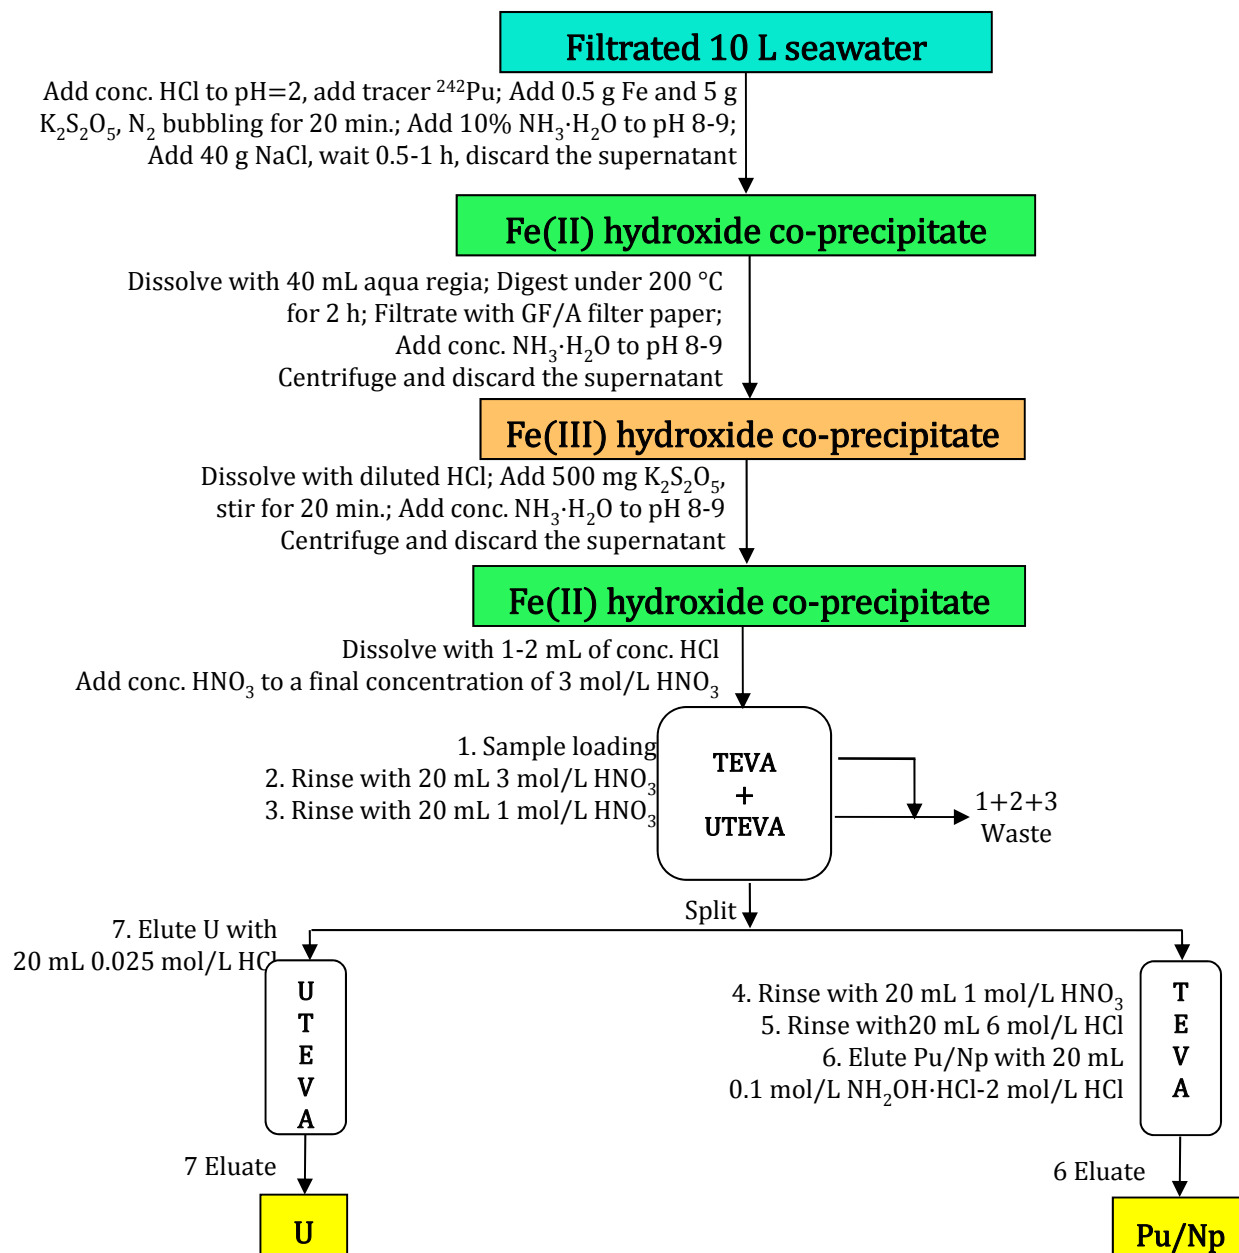 Filtrated 10 L seawater
Add conc. HCl to pH=2, add tracer ²⁴²Pu; Add 0.5 g Fe and 5 g
K₂S₂O₅, N₂ bubbling for 20 min.; Add 10% NH₃·H₂O to pH 8-9;
Add 40 g NaCl, wait 0.5-1 h, discard the supernatant
Fe(II) hydroxide co-precipitate
Dissolve with 40 mL aqua regia; Digest under 200 °C
for 2 h; Filtrate with GF/A filter paper;
Add conc. NH₃·H₂O to pH 8-9
Centrifuge and discard the supernatant
Fe(III) hydroxide co-precipitate
Dissolve with diluted HCl; Add 500 mg K₂S₂O₅,
stir for 20 min.; Add conc. NH₃·H₂O to pH 8-9
Centrifuge and discard the supernatant
Fe(II) hydroxide co-precipitate
Dissolve with 1-2 mL of conc. HCl
Add conc. HNO₃ to a final concentration of 3 mol/L HNO₃
1. Sample loading
2. Rinse with 20 mL 3 mol/L HNO₃
3. Rinse with 20 mL 1 mol/L HNO₃
TEVA
+
UTEVA
1+2+3
Waste
Split
7. Elute U with
20 mL 0.025 mol/L HCl
U
T
E
V
A
4. Rinse with 20 mL 1 mol/L HNO₃
5. Rinse with20 mL 6 mol/L HCl
6. Elute Pu/Np with 20 mL
0.1 mol/L NH₂OH·HCl-2 mol/L HCl
T
E
V
A
7 Eluate
6 Eluate
U
Pu/Np